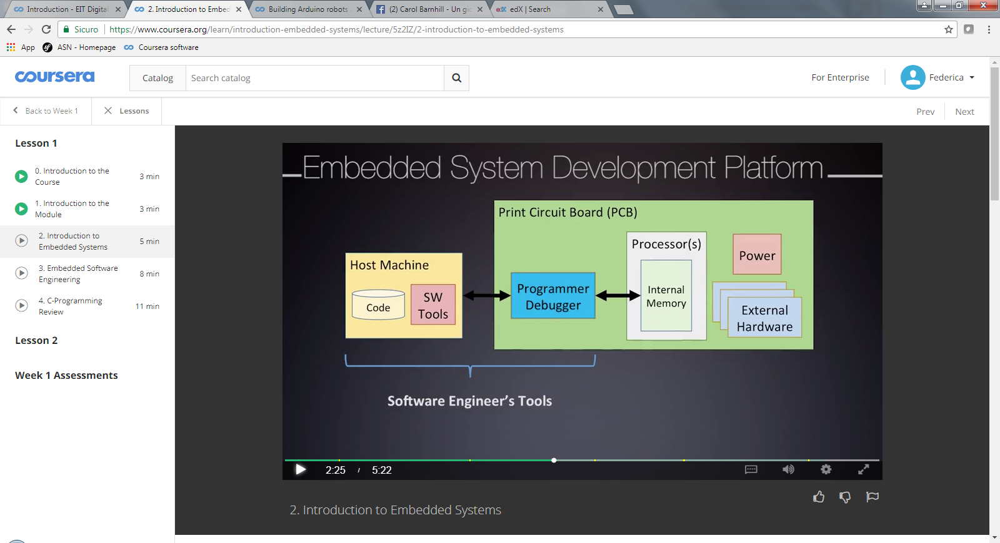 Introduction - EIT Digital
2. Introduction to Embed
Building Arduino robots
(2) Carol Barnhill - Un gio
edX edX | Search
Sicuro
https://www.coursera.org/learn/introduction-embedded-systems/lecture/5z2IZ/2-introduction-to-embedded-systems
App
ASN - Homepage
Coursera software
coursera
Catalog
Search catalog
For Enterprise
Federica
Back to Week 1
Lessons
Prev
Next
Lesson 1
0. Introduction to the
Course
3 min
1. Introduction to the
Module
3 min
2. Introduction to
Embedded Systems
5 min
3. Embedded Software
Engineering
8 min
4. C-Programming
Review
11 min
Lesson 2
Week 1 Assessments
Embedded System Development Platform
Print Circuit Board (PCB)
Host Machine
Code
SW
Tools
Programmer
Debugger
Processor(s)
Internal
Memory
Power
External
Hardware
Software Engineer's Tools
2:25 / 5:22
2. Introduction to Embedded Systems